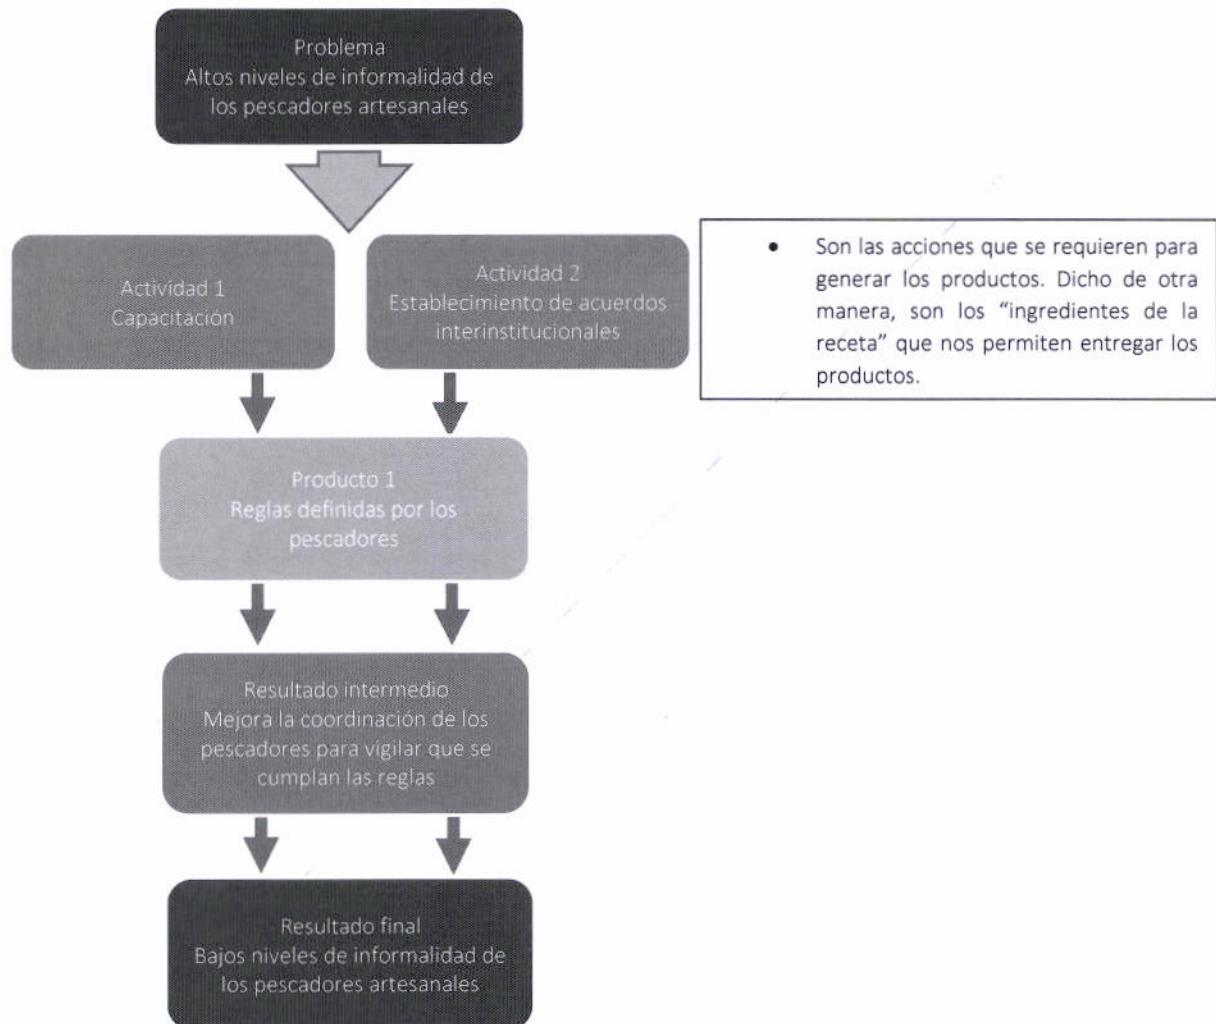 Problema
Altos niveles de informalidad de
los pescadores artesanales
Actividad 1
Capacitación
Actividad 2
Establecimiento de acuerdos
interinstitucionales
• Son las acciones que se requieren para
generar los productos. Dicho de otra
manera, son los “ingredientes de la
receta” que nos permiten entregar los
productos.
Producto 1
Reglas definidas por los
pescadores
Resultado intermedio
Mejora la coordinación de los
pescadores para vigilar que se
cumplan las reglas
Resultado final
Bajos niveles de informalidad de
los pescadores artesanales